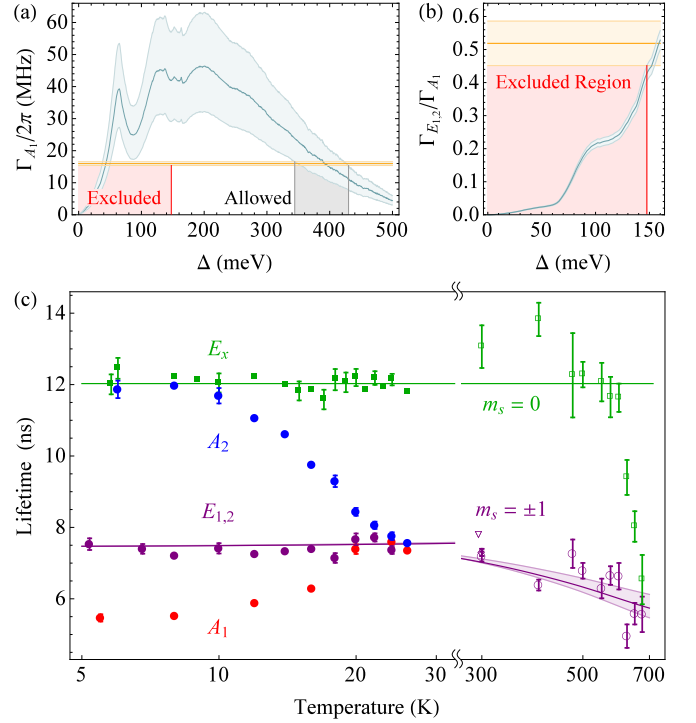 (a)
Γ_{A_1}/2π (MHz)
60
50
40
30
20
10
0
Excluded
Allowed
0 100 200 300 400 500
Δ (meV)
(b)
Γ_{E_{1,2}}/Γ_{A_1}
0.6
0.5
0.4
0.3
0.2
0.1
0.0
Excluded Region
0 50 100 150
Δ (meV)
(c)
Lifetime (ns)
14
12
10
8
6
E_x
A_2
E_{1,2}
A_1
m_s = 0
m_s = ±1
5 10 20 30 300 500 700
Temperature (K)